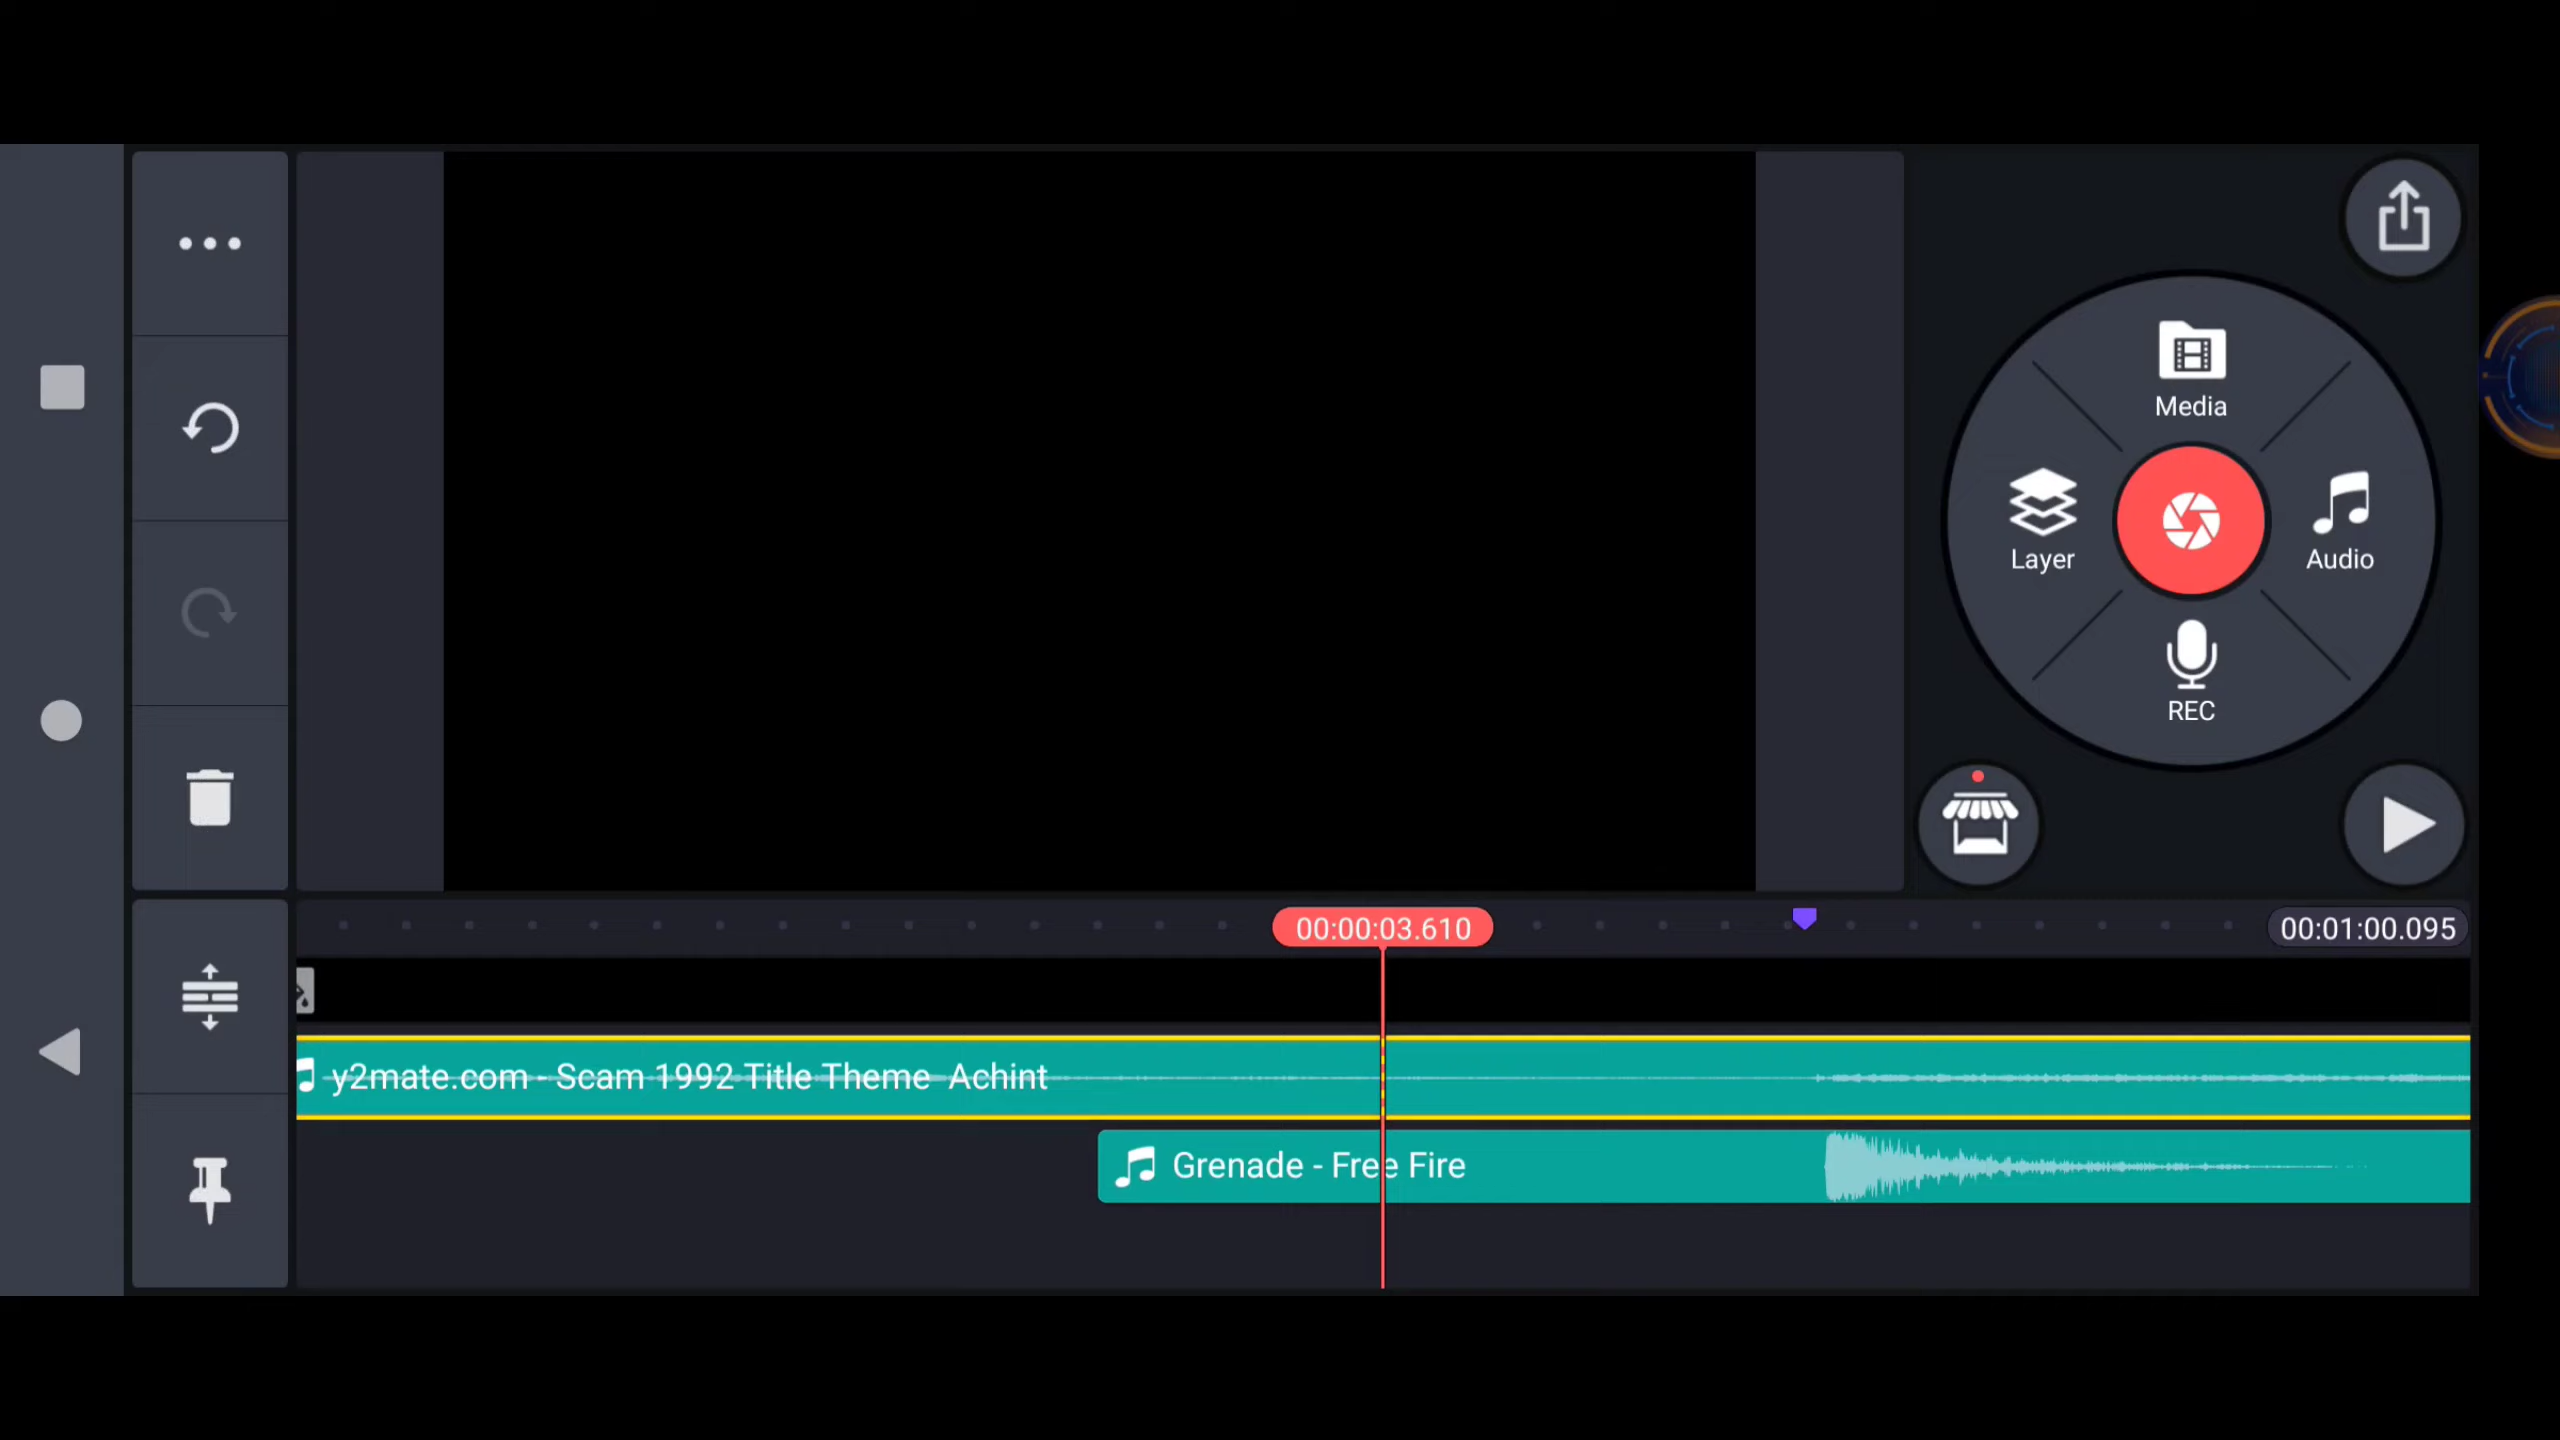 Media
Layer
Audio
REC
00:00:03.610
00:01:00.095
y2mate.com - Scam 1992 Title Theme Achint
Grenade - Free Fire